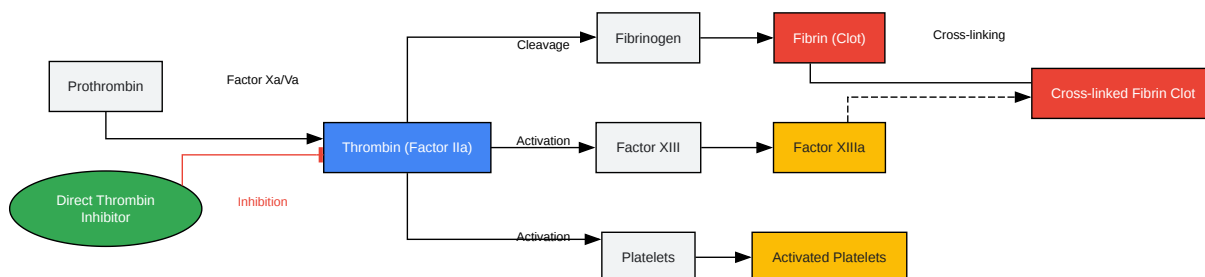 Cleavage
Fibrinogen
Fibrin (Clot)
Cross-linking
Prothrombin
Factor Xa/Va
Cross-linked Fibrin Clot
Thrombin (Factor IIa)
Activation
Factor XIII
Factor XIIIa
Direct Thrombin
Inhibitor
Inhibition
Activation
Platelets
Activated Platelets